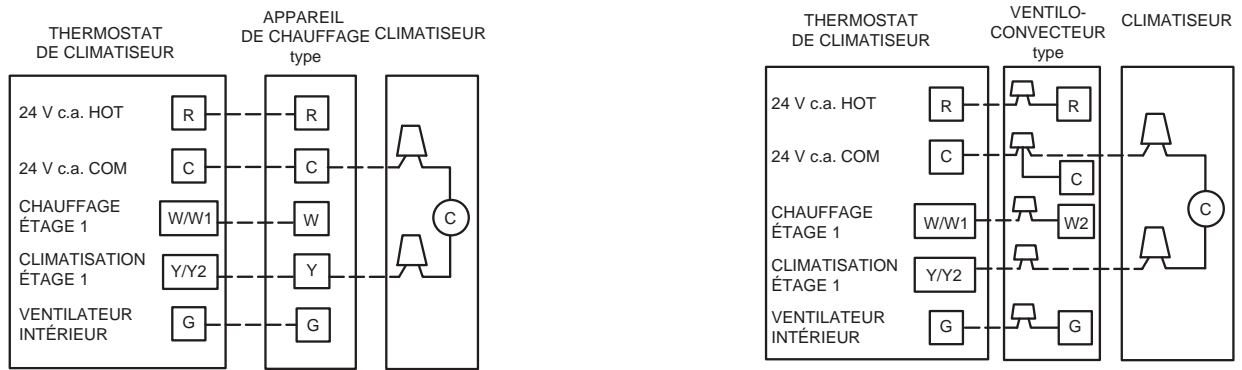 THERMOSTAT
DE CLIMATISEUR
APPAREIL
DE CHAUFFAGE
type
CLIMATISEUR
24 V c.a. HOT
R
R
24 V c.a. COM
C
C
CHAUFFAGE
ÉTAGE 1
W/W1
W
C
CLIMATISATION
ÉTAGE 1
Y/Y2
Y
VENTILATEUR
INTÉRIEUR
G
G
THERMOSTAT
DE CLIMATISEUR
VENTILO-
CONVECTEUR
type
CLIMATISEUR
24 V c.a. HOT
R
R
24 V c.a. COM
C
C
CHAUFFAGE
ÉTAGE 1
W/W1
W2
C
CLIMATISATION
ÉTAGE 1
Y/Y2
VENTILATEUR
INTÉRIEUR
G
G